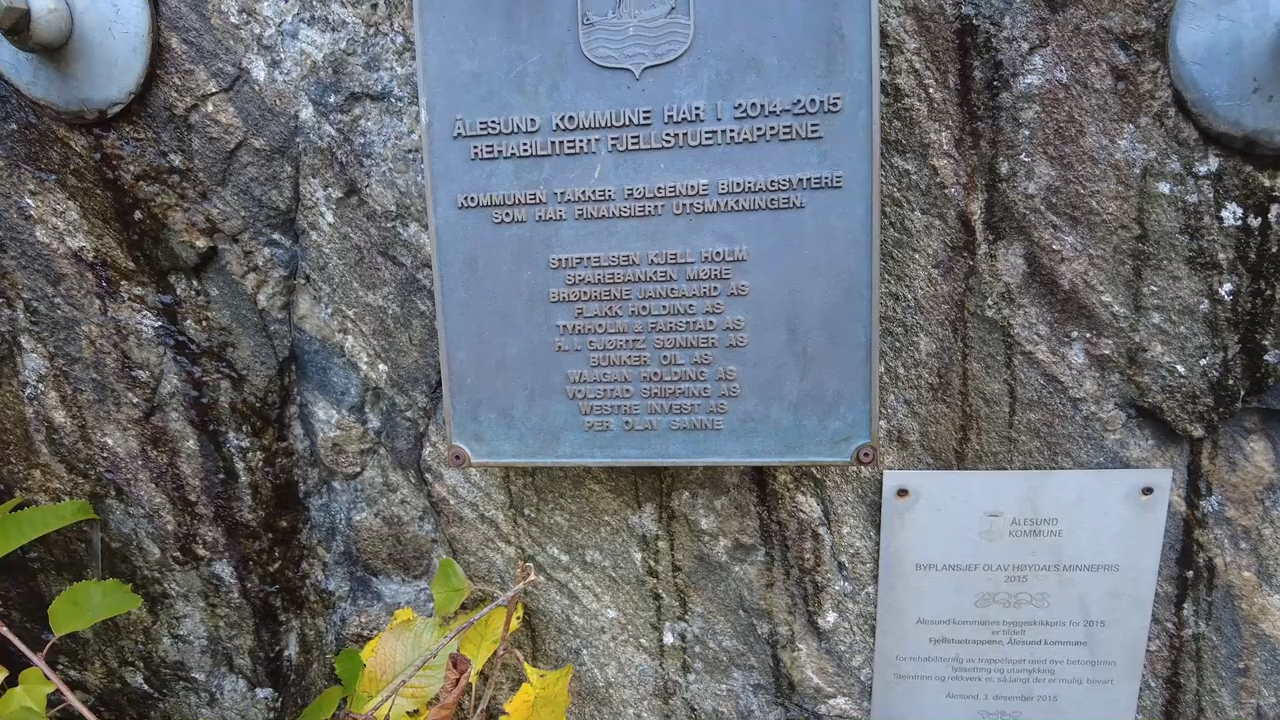 ÅLESUND KOMMUNE HAR I 2014-2015
REHABILITERT FJELLSTUETRAPPENE.
KOMMUNEN TAKKER FØLGENDE BIDRAGSYTERE
SOM HAR FINANSIERT UTSMYKNINGEN:
STIFTELSEN KJELL HOLM
SPAREBANKEN MØRE
BRØDRENE JANGAARD AS
FLAKK HOLDING AS
TYRHOLM & FARSTAD AS
H. I. GJØRTZ SØNNER AS
BUNKER OIL AS
WAAGAN HOLDING AS
VOLSTAD SHIPPING AS
WESTRE INVEST AS
PER OLAV SANNE
ÅLESUND
KOMMUNE
BYPLANSJEF OLAV HØYDALS MINNEPRIS
2015
Ålesund kommunes byggeskikkpris for 2015
er tildelt
Fjellstuetrappene, Ålesund kommune
for rehabilitering av trappeløpet med nye betongtrinn,
lyssetting og utsmykking
Steintrinn og rekkverk er, så langt det er mulig, bevart.
Ålesund, 3. desember 2015